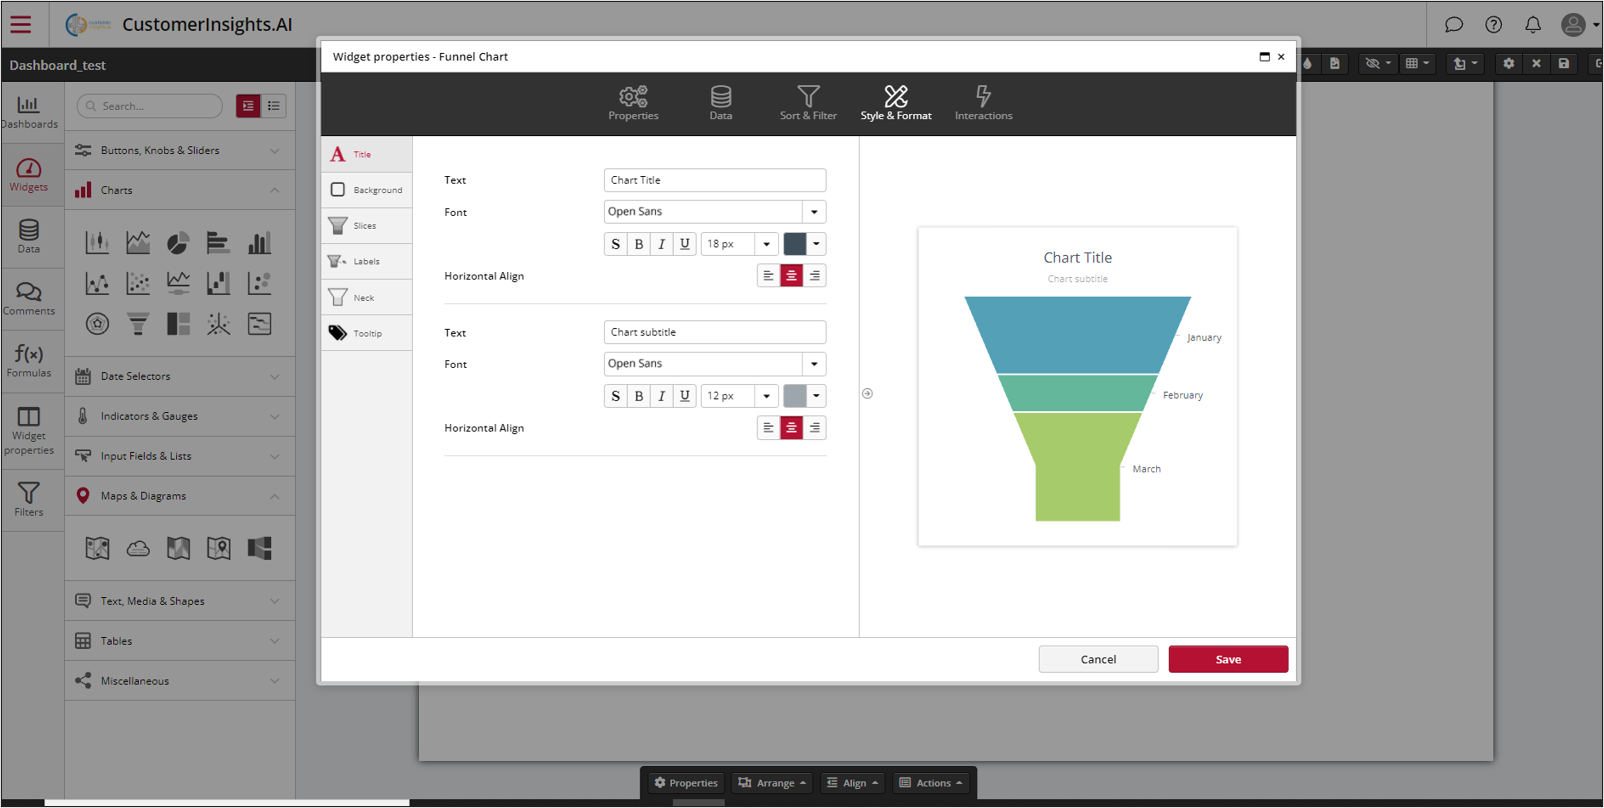 CustomerInsights.AI
Dashboard_test
Widget properties - Funnel Chart
Properties
Data
Sort & Filter
Style & Format
Interactions
Dashboards
Widgets
Data
Comments
f(x)
Formulas
Widget
properties
Filters
Search...
Buttons, Knobs & Sliders
Charts
Date Selectors
Indicators & Gauges
Input Fields & Lists
Maps & Diagrams
Text, Media & Shapes
Tables
Miscellaneous
A Title
Background
Slices
Labels
Neck
Tooltip
Text
Chart Title
Font
Open Sans
S B I U 18 px
Horizontal Align
Text
Chart subtitle
Font
Open Sans
S B I U 12 px
Horizontal Align
Chart Title
Chart subtitle
January
February
March
Cancel
Save
Properties
Arrange
Align
Actions